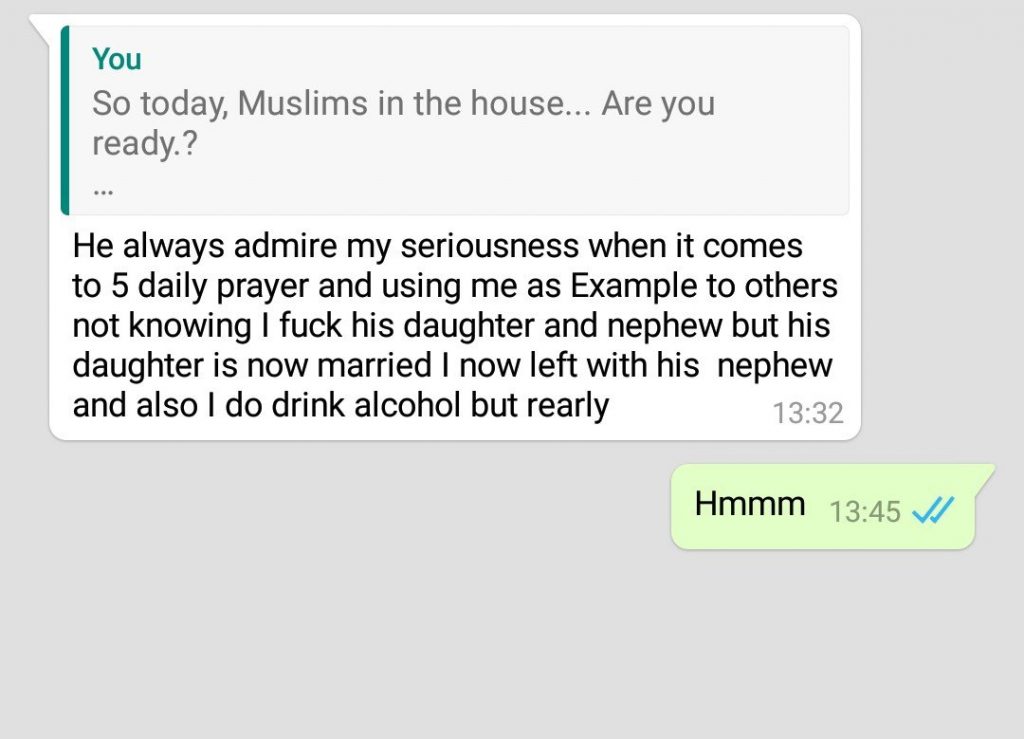 You
So today, Muslims in the house... Are you
ready.?
...
He always admire my seriousness when it comes
to 5 daily prayer and using me as Example to others
not knowing I fuck his daughter and nephew but his
daughter is now married I now left with his  nephew
and also I do drink alcohol but rearly
13:32
Hmmm 13:45